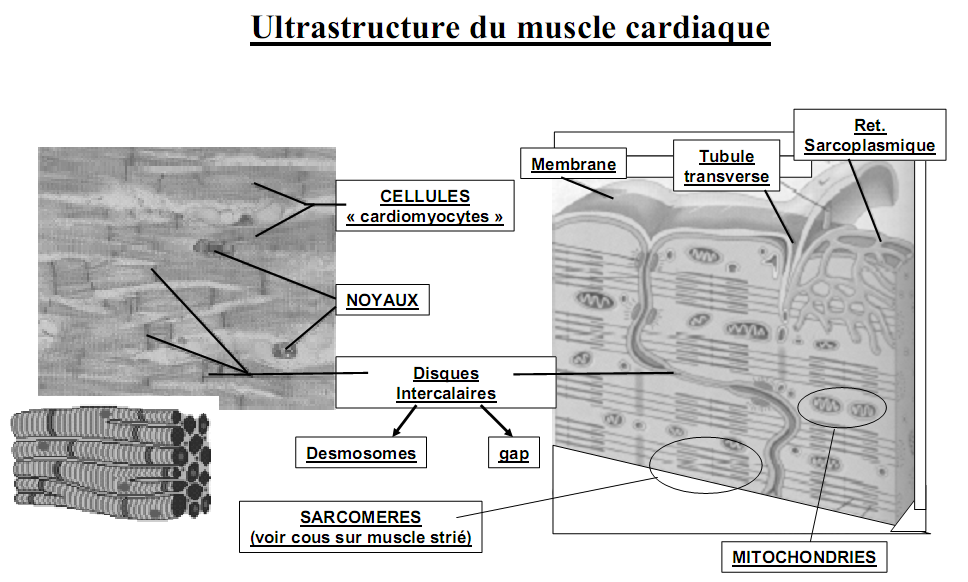 Ultrastructure du muscle cardiaque
Ret.
Sarcoplasmique
Membrane
Tubule
transverse
CELLULES
« cardiomyocytes »
NOYAUX
Disques
Intercalaires
Desmosomes
gap
SARCOMERES
(voir cous sur muscle strié)
MITOCHONDRIES